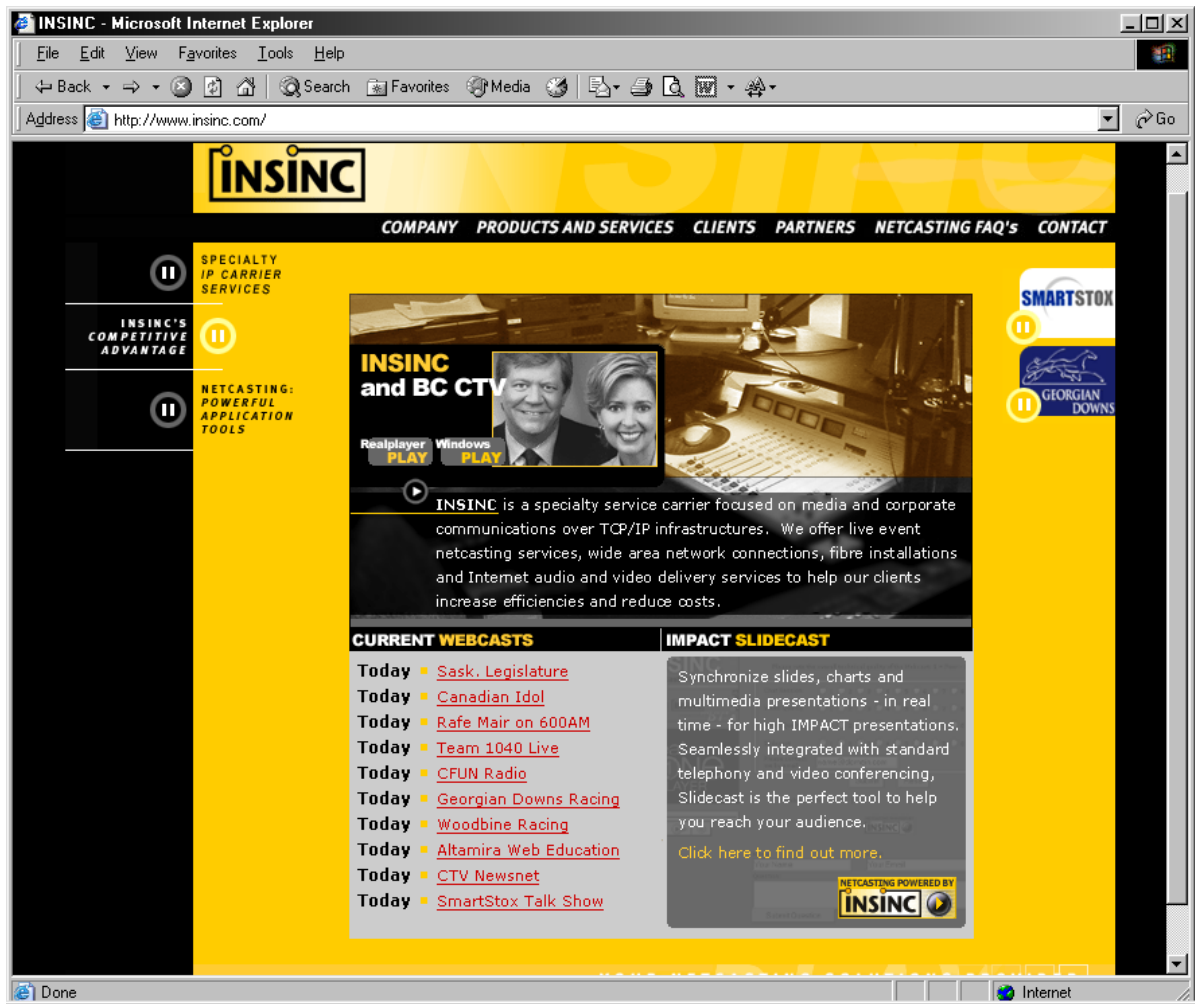 INSINC - Microsoft Internet Explorer
File Edit View Favorites Tools Help
Back Search Favorites Media
Address http://www.insinc.com/ Go
INSINC
COMPANY PRODUCTS AND SERVICES CLIENTS PARTNERS NETCASTING FAQ's CONTACT
SPECIALTY
IP CARRIER
SERVICES
INSINC'S
COMPETITIVE
ADVANTAGE
NETCASTING:
POWERFUL
APPLICATION
TOOLS
SMARTSTOX
GEORGIAN
DOWNS
INSINC
and BC CTV
Realplayer Windows
PLAY PLAY
INSINC is a specialty service carrier focused on media and corporate
communications over TCP/IP infrastructures. We offer live event
netcasting services, wide area network connections, fibre installations
and Internet audio and video delivery services to help our clients
increase efficiencies and reduce costs.
CURRENT WEBCASTS
Today Sask. Legislature
Today Canadian Idol
Today Rafe Mair on 600AM
Today Team 1040 Live
Today CFUN Radio
Today Georgian Downs Racing
Today Woodbine Racing
Today Altamira Web Education
Today CTV Newsnet
Today SmartStox Talk Show
IMPACT SLIDECAST
Synchronize slides, charts and
multimedia presentations - in real
time - for high IMPACT presentations.
Seamlessly integrated with standard
telephony and video conferencing,
Slidecast is the perfect tool to help
you reach your audience.
Click here to find out more.
NETCASTING POWERED BY
INSINC
Done Internet